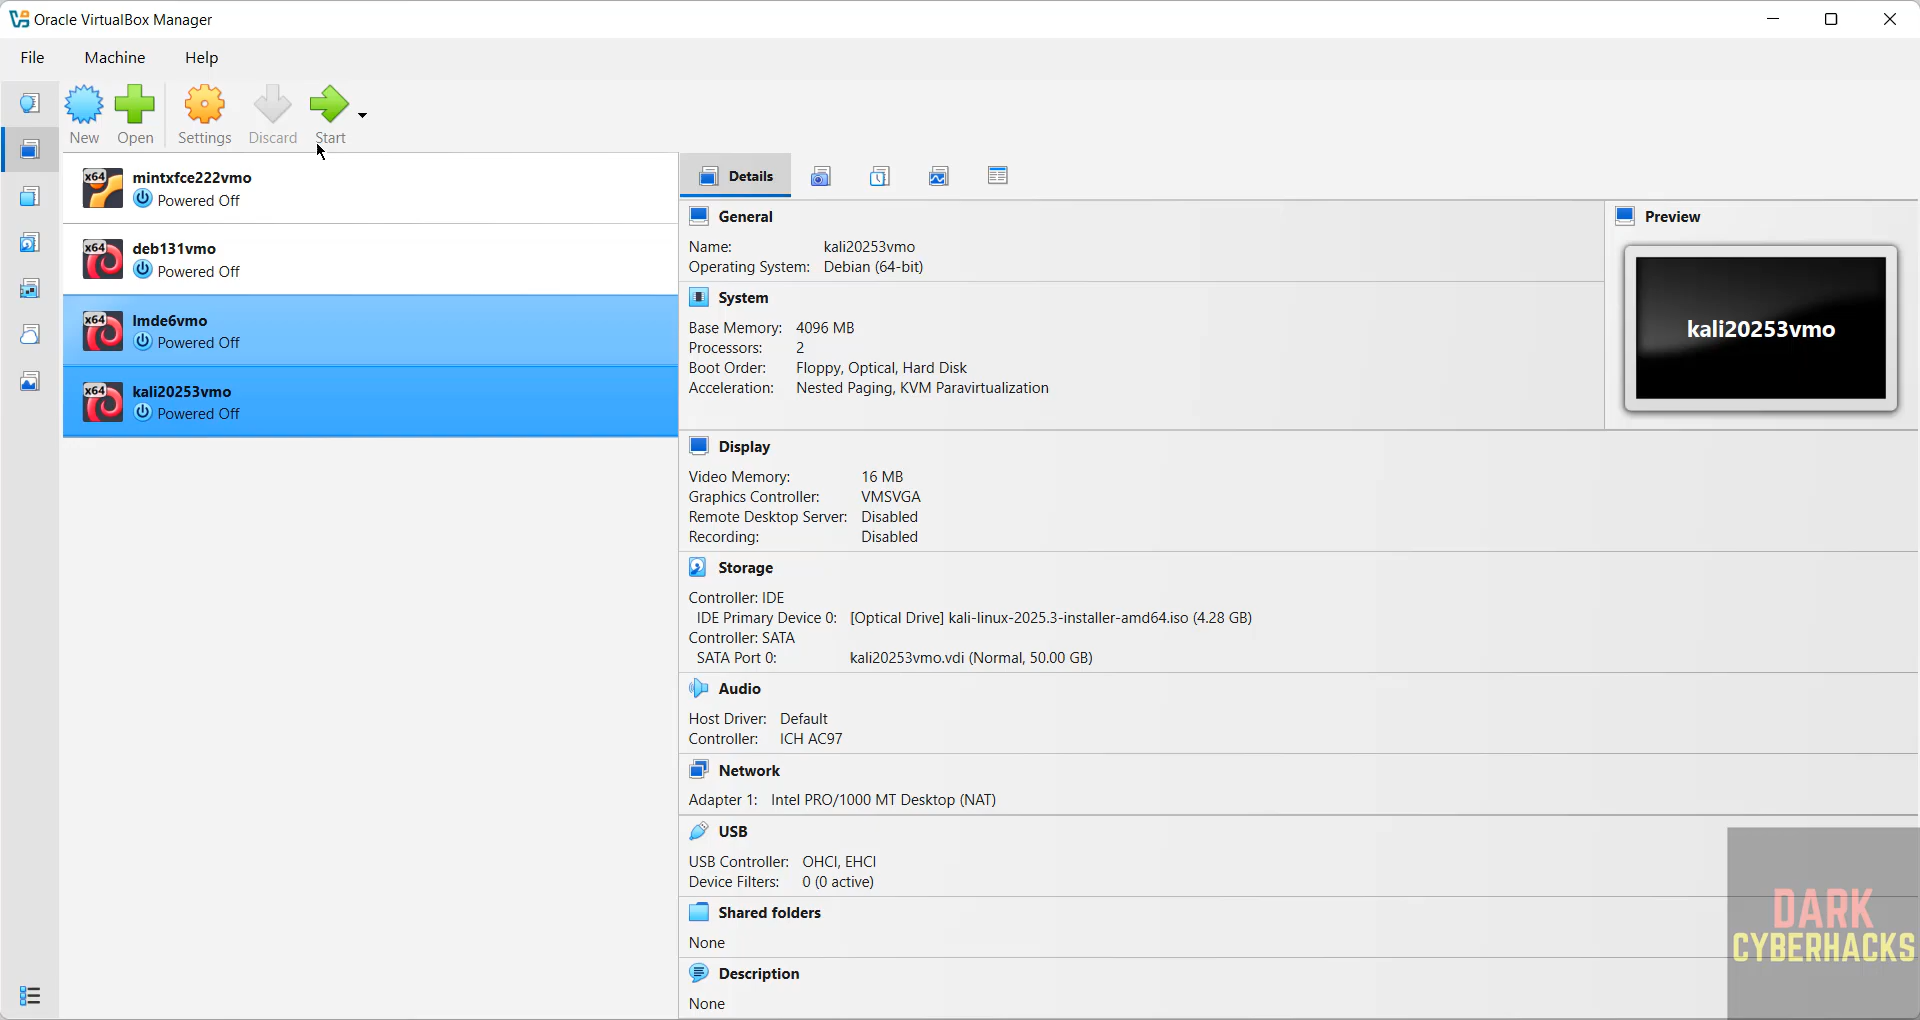 Oracle VirtualBox Manager
File Machine Help
New Open Settings Discard Start
x64 mintxfce222vmo
Powered Off
x64 deb131vmo
Powered Off
x64 lmde6vmo
Powered Off
x64 kali20253vmo
Powered Off
Details
General
Name: kali20253vmo
Operating System: Debian (64-bit)
System
Base Memory: 4096 MB
Processors: 2
Boot Order: Floppy, Optical, Hard Disk
Acceleration: Nested Paging, KVM Paravirtualization
Preview
kali20253vmo
Display
Video Memory: 16 MB
Graphics Controller: VMSVGA
Remote Desktop Server: Disabled
Recording: Disabled
Storage
Controller: IDE
IDE Primary Device 0: [Optical Drive] kali-linux-2025.3-installer-amd64.iso (4.28 GB)
Controller: SATA
SATA Port 0: kali20253vmo.vdi (Normal, 50.00 GB)
Audio
Host Driver: Default
Controller: ICH AC97
Network
Adapter 1: Intel PRO/1000 MT Desktop (NAT)
USB
USB Controller: OHCI, EHCI
Device Filters: 0 (0 active)
Shared folders
None
Description
None
DARK
CYBERHACKS